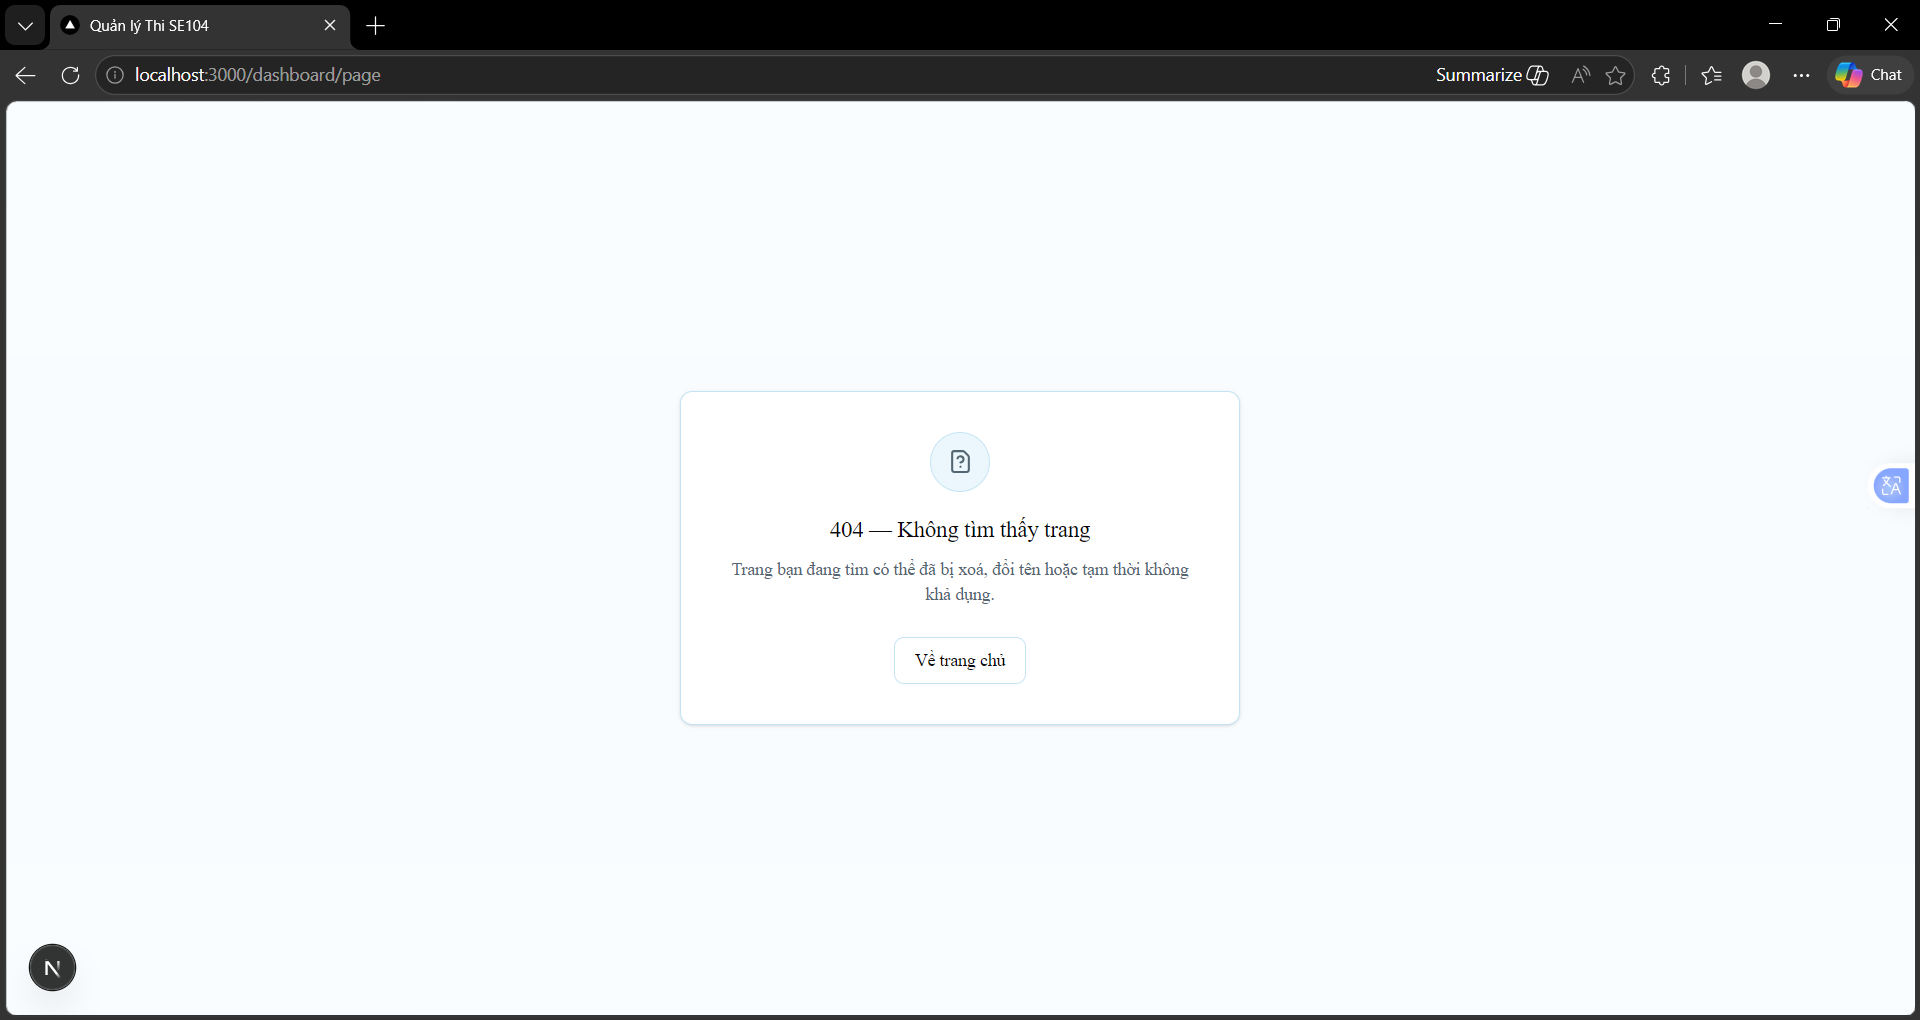 Quản lý Thi SE104
localhost:3000/dashboard/page
Summarize
Chat
404 — Không tìm thấy trang
Trang bạn đang tìm có thể đã bị xoá, đổi tên hoặc tạm thời không
khả dụng.
Về trang chủ
N